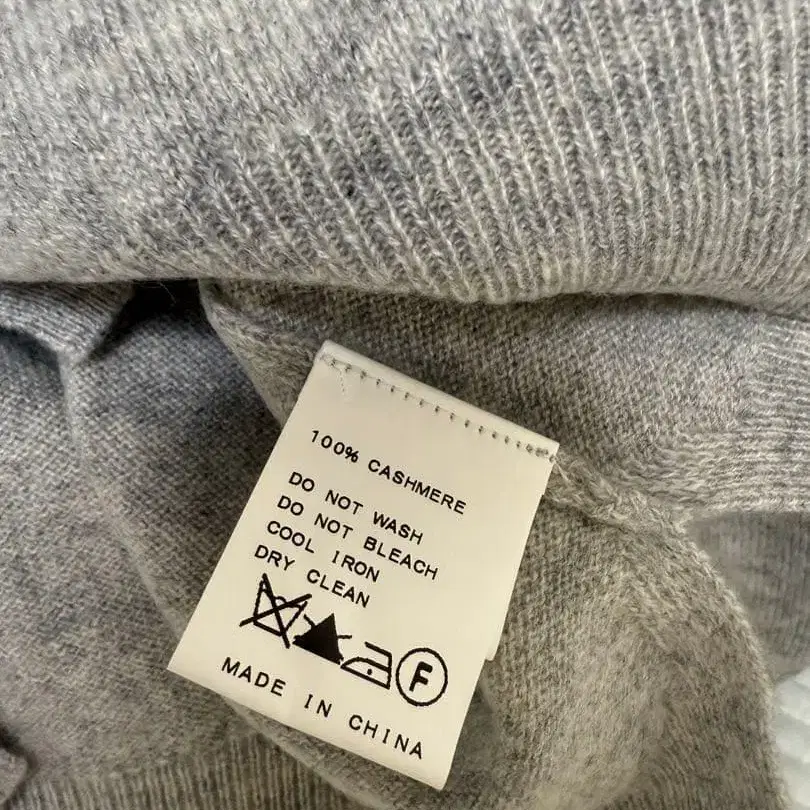 100% CASHMERE
DO NOT WASH
DO NOT BLEACH
COOL IRON
DRY CLEAN
F
MADE IN CHINA